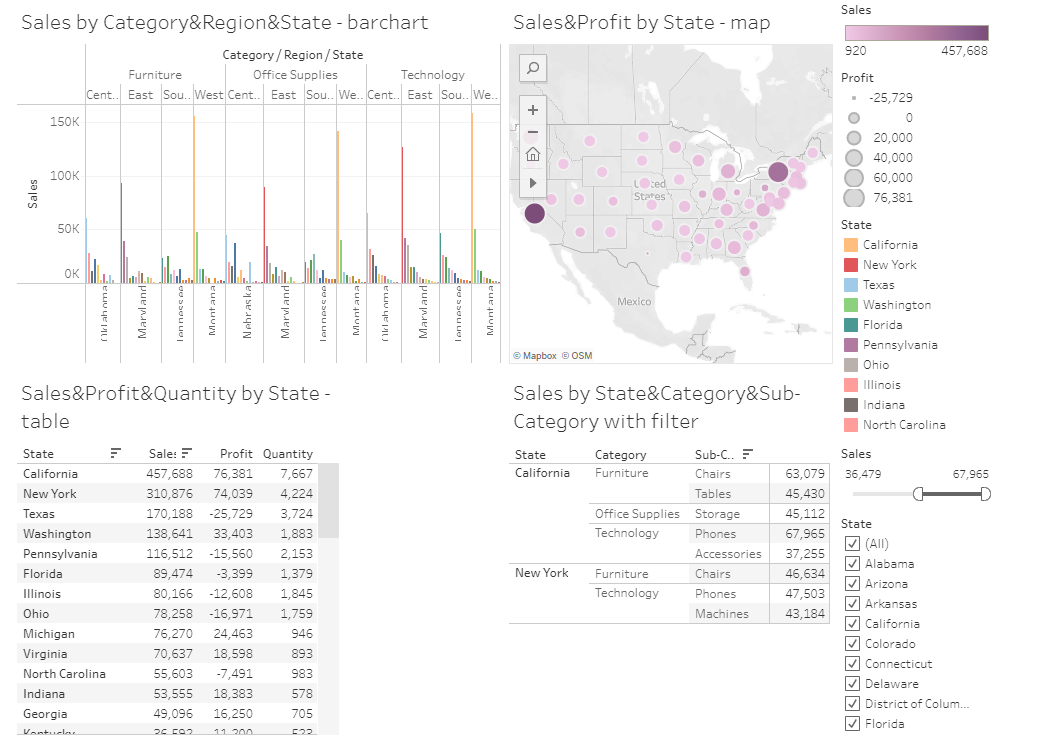 Sales by Category&Region&State - barchart
Category / Region / State
Furniture Office Supplies Technology
Cent.. East Sou.. West Cent.. East Sou.. We.. Cent.. East Sou.. We..
150K
100K
50K
0K
Sales
Oklahoma Maryland Tennessee Montana Nebraska Maryland Tennessee Montana Oklahoma Maryland Tennessee Montana
Sales&Profit by State - map
United
States
Mexico
© Mapbox © OSM
Sales
920 457,688
Profit
-25,729
0
20,000
40,000
60,000
76,381
State
California
New York
Texas
Washington
Florida
Pennsylvania
Ohio
Illinois
Indiana
North Carolina
Sales&Profit&Quantity by State -
table
State Sales Profit Quantity
California 457,688 76,381 7,667
New York 310,876 74,039 4,224
Texas 170,188 -25,729 3,724
Washington 138,641 33,403 1,883
Pennsylvania 116,512 -15,560 2,153
Florida 89,474 -3,399 1,379
Illinois 80,166 -12,608 1,845
Ohio 78,258 -16,971 1,759
Michigan 76,270 24,463 946
Virginia 70,637 18,598 893
North Carolina 55,603 -7,491 983
Indiana 53,555 18,383 578
Georgia 49,096 16,250 705
Kentucky 36,592 11,200 523
Sales by State&Category&Sub-
Category with filter
State Category Sub-C..
California Furniture Chairs 63,079
Tables 45,430
Office Supplies Storage 45,112
Technology Phones 67,965
Accessories 37,255
New York Furniture Chairs 46,634
Technology Phones 47,503
Machines 43,184
Sales
36,479 67,965
State
(All)
Alabama
Arizona
Arkansas
California
Colorado
Connecticut
Delaware
District of Colum...
Florida